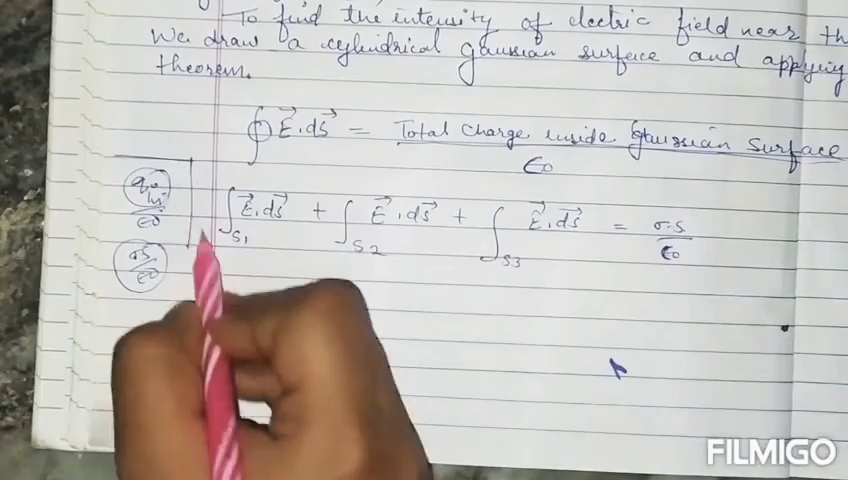 To find the intensity of electric field near th
We draw a cylindrical gaussian surface and applying
theorem.
∮ E⃗.ds⃗ = Total charge inside Gaussian surface / ε0
∫S1 E⃗.ds⃗ + ∫S2 E⃗.ds⃗ + ∫S3 E⃗.ds⃗ = σ.s / ε0
qin / ε0
σs / ε0
FILMIGO